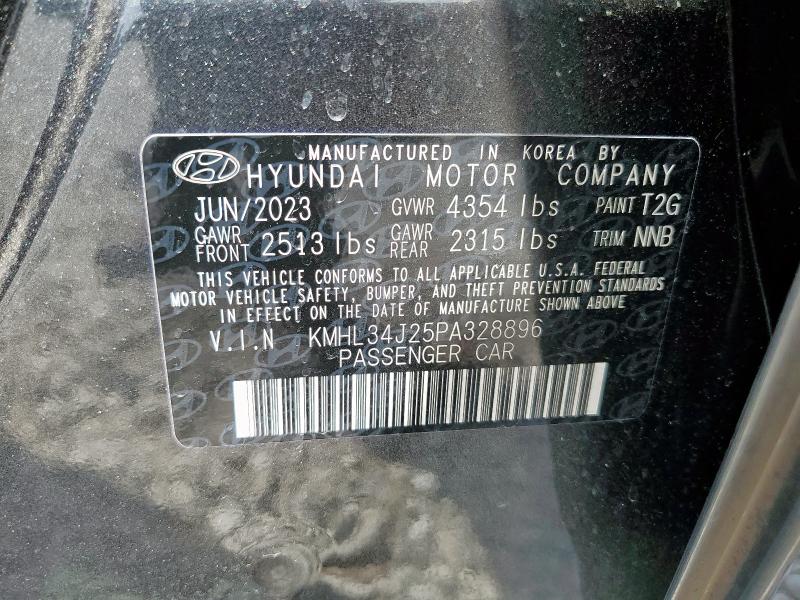 MANUFACTURED IN KOREA BY
HYUNDAI MOTOR COMPANY
JUN/2023 GVWR 4354 lbs PAINT T2G
GAWR FRONT 2513 lbs GAWR REAR 2315 lbs TRIM NNB
THIS VEHICLE CONFORMS TO ALL APPLICABLE U.S.A. FEDERAL
MOTOR VEHICLE SAFETY, BUMPER, AND THEFT PREVENTION STANDARDS
IN EFFECT ON THE DATE OF MANUFACTURE SHOWN ABOVE
V.I.N KMHL34J25PA328896
PASSENGER CAR